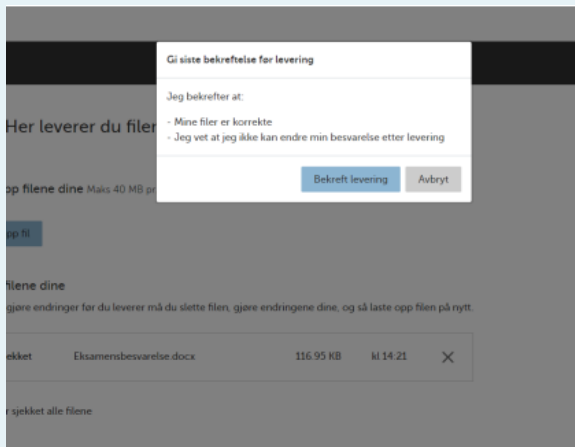 Gi siste bekreftelse før levering
Jeg bekrefter at:
- Mine filer er korrekte
- Jeg vet at jeg ikke kan endre min besvarelse etter levering
Bekreft levering Avbryt
Her leverer du filer
opp filene dine Maks 40 MB pr
opp fil
filene dine
gjøre endringer før du leverer må du slette filen, gjøre endringene dine, og så laste opp filen på nytt.
ekket Eksamensbesvarelse.docx 116.95 KB kl 14:21
r sjekket alle filene